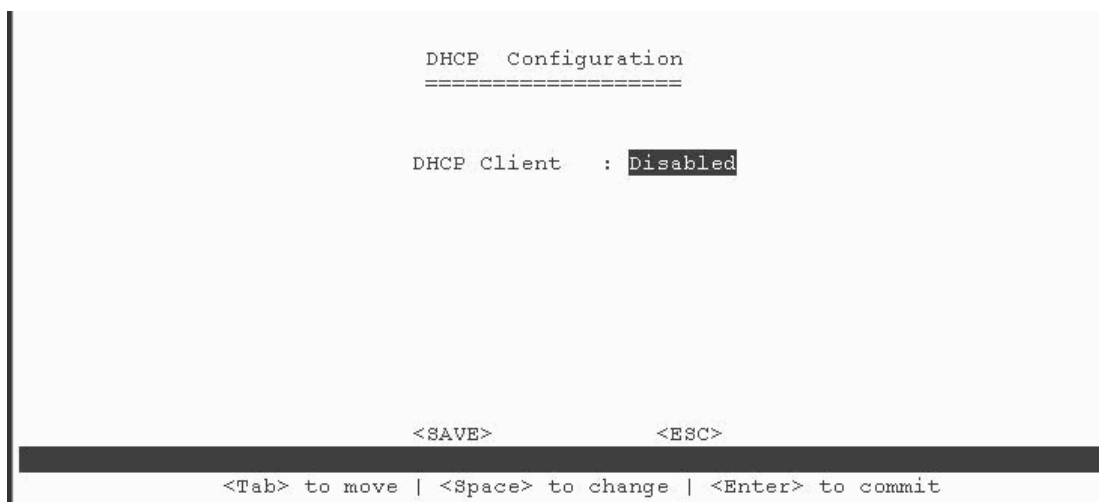 DHCP  Configuration
===================
DHCP Client   : Disabled
<SAVE>            <ESC>
<Tab> to move | <Space> to change | <Enter> to commit